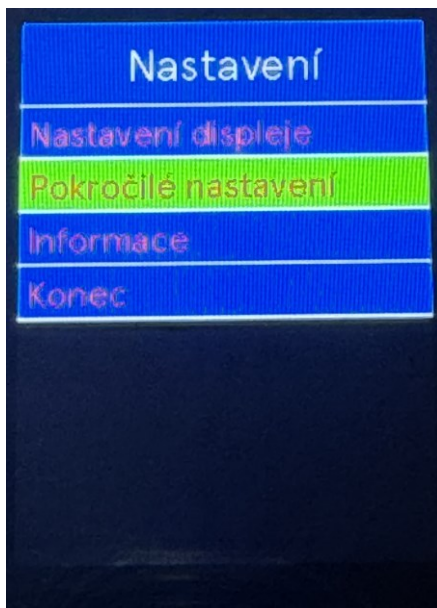 Nastavení
Nastavení displeje
Pokročilé nastavení
Informace
Konec